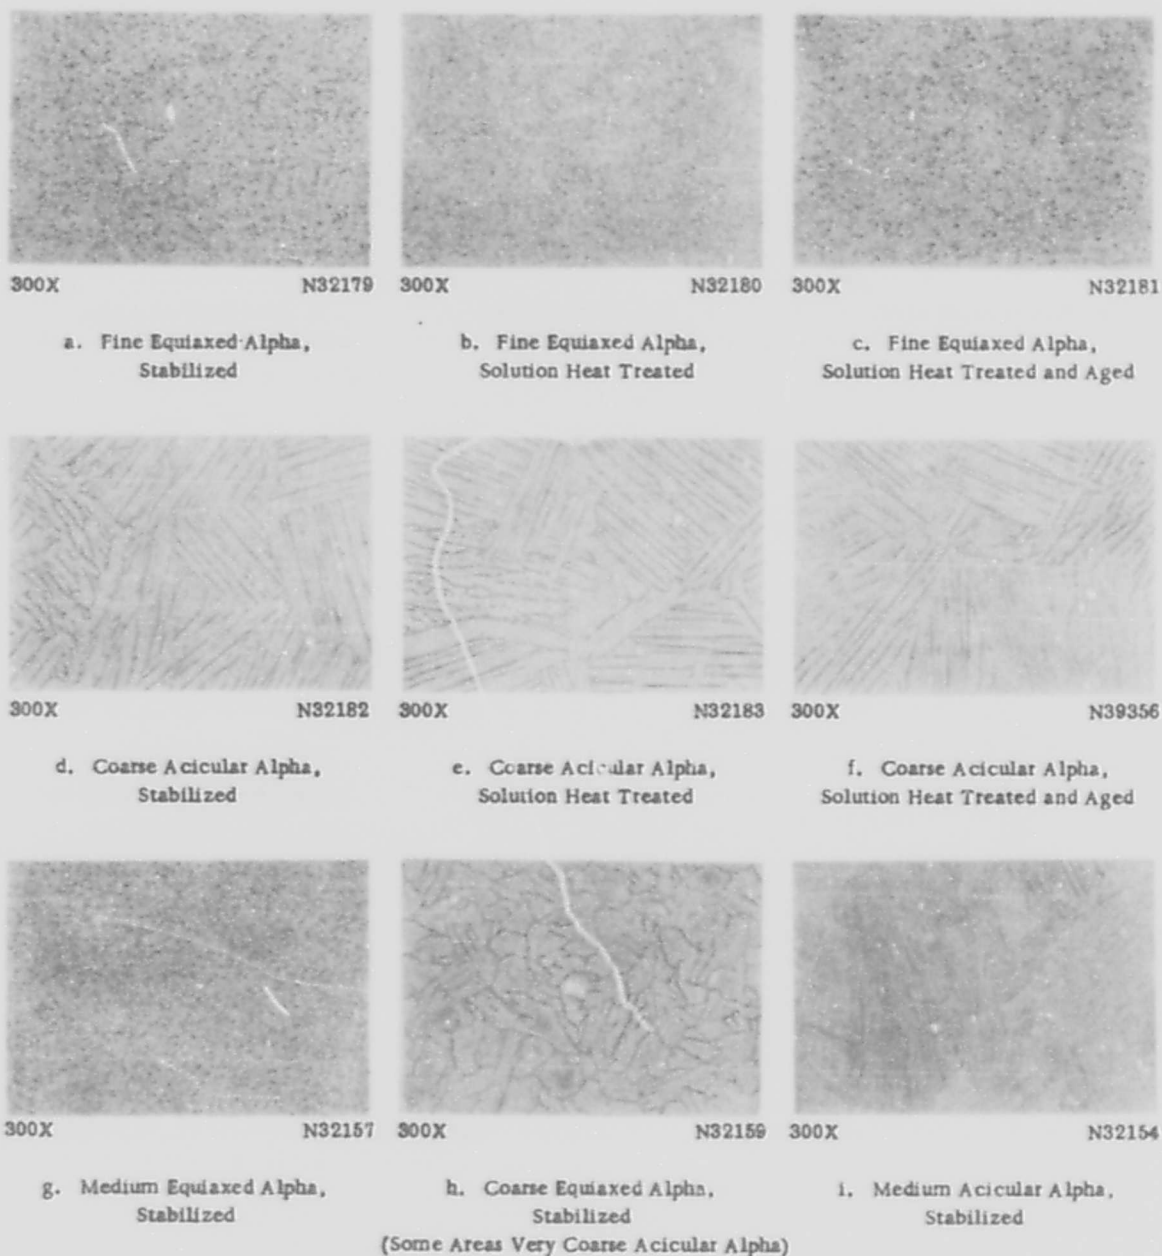 300X N32179 300X N32180 300X N32181
a. Fine Equiaxed Alpha,
Stabilized
b. Fine Equiaxed Alpha,
Solution Heat Treated
c. Fine Equiaxed Alpha,
Solution Heat Treated and Aged
300X N32182 300X N32183 300X N39356
d. Coarse Acicular Alpha,
Stabilized
e. Coarse Acicular Alpha,
Solution Heat Treated
f. Coarse Acicular Alpha,
Solution Heat Treated and Aged
300X N32157 300X N32159 300X N32154
g. Medium Equiaxed Alpha,
Stabilized
h. Coarse Equiaxed Alpha,
Stabilized
(Some Areas Very Coarse Acicular Alpha)
i. Medium Acicular Alpha,
Stabilized